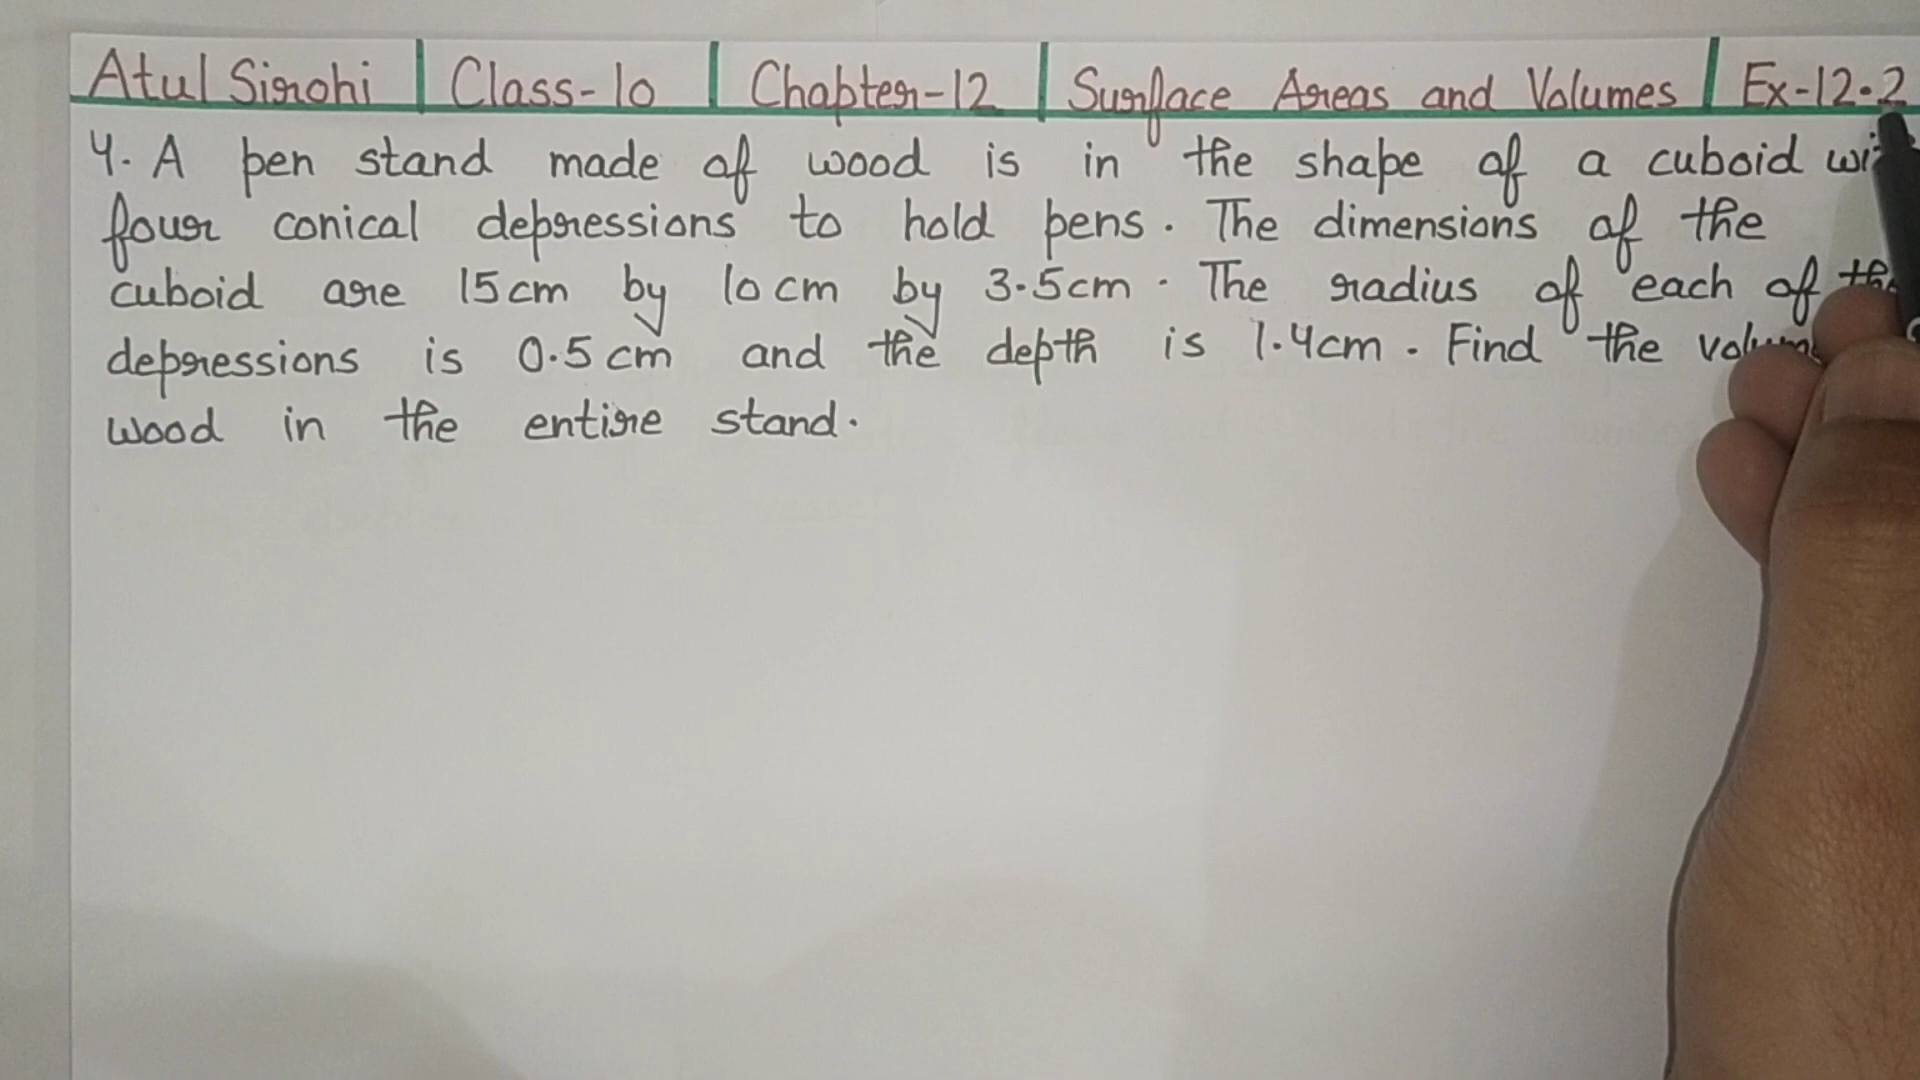 Atul Sirohi | Class-10 | Chapter-12 | Surface Areas and Volumes | Ex-12.2
4. A pen stand made of wood is in the shape of a cuboid
four conical depressions to hold pens. The dimensions of the
cuboid are 15cm by 10cm by 3.5cm. The radius of each of
depressions is 0.5cm and the depth is 1.4cm. Find the
wood in the entire stand.